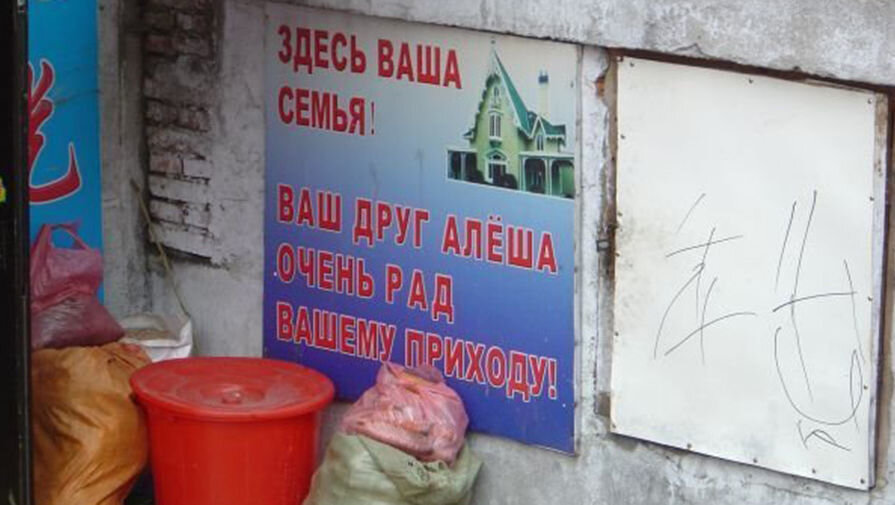 ЗДЕСЬ ВАША
СЕМЬЯ!
ВАШ ДРУГ АЛЁША
ОЧЕНЬ РАД
ВАШЕМУ ПРИХОДУ!